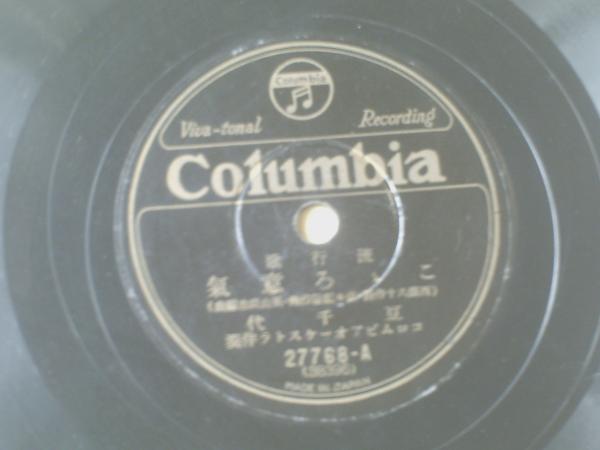 Columbia
Viva-tonal Recording
Columbia
流行歌
こゝろ意氣
豆千代
コロムビアオーケストラ伴奏
27768-A
MADE IN JAPAN